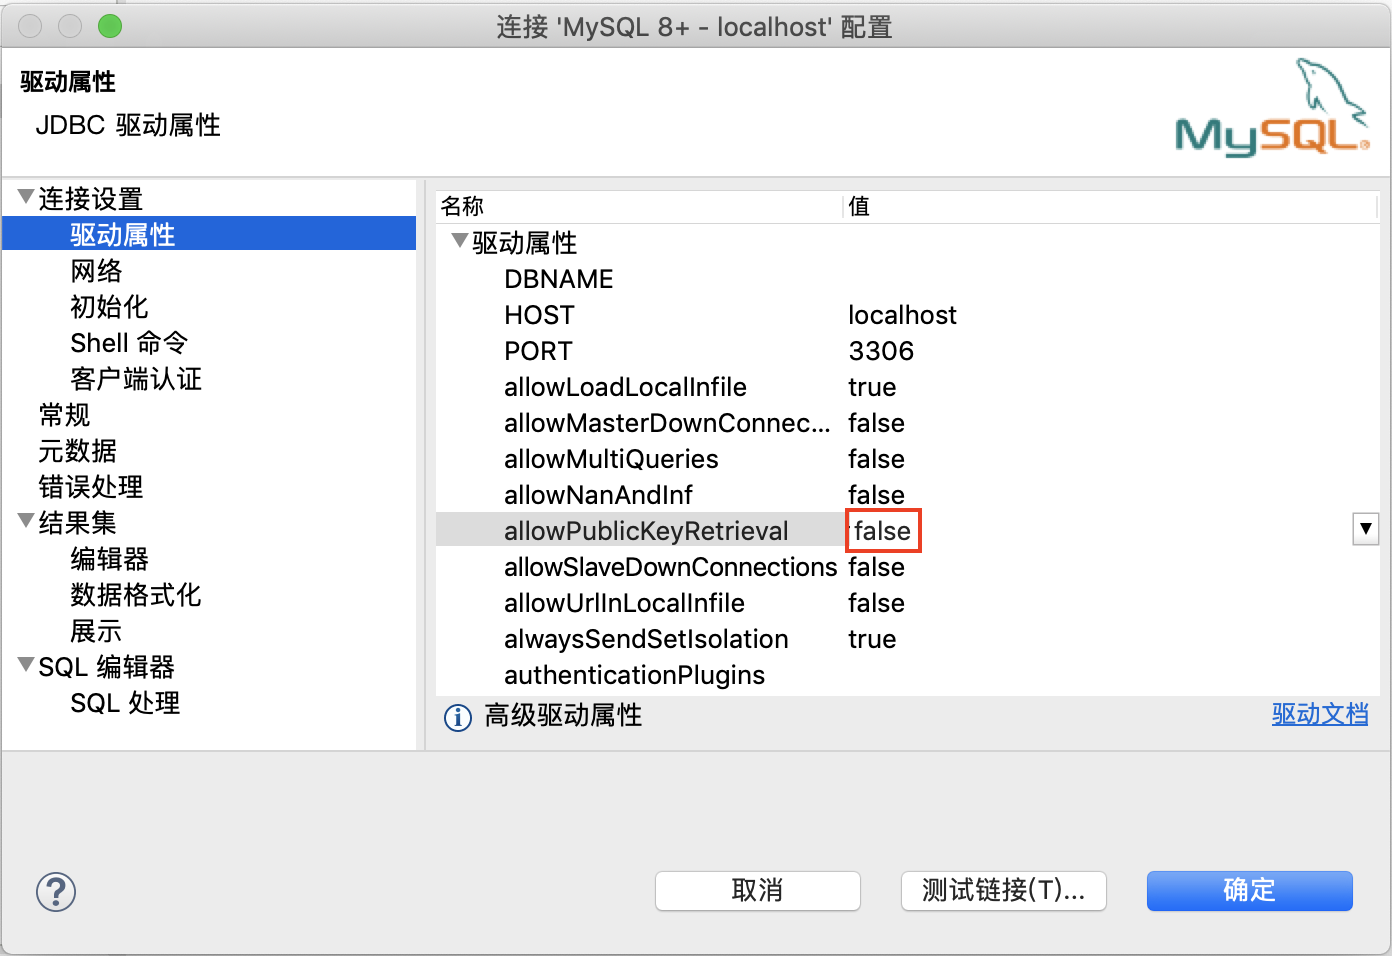 连接 'MySQL 8+ - localhost' 配置
驱动属性
JDBC 驱动属性
MySQL®
连接设置
驱动属性
网络
初始化
Shell 命令
客户端认证
常规
元数据
错误处理
结果集
编辑器
数据格式化
展示
SQL 编辑器
SQL 处理
名称 值
驱动属性
DBNAME
HOST localhost
PORT 3306
allowLoadLocalInfile true
allowMasterDownConnec... false
allowMultiQueries false
allowNanAndInf false
allowPublicKeyRetrieval false
allowSlaveDownConnections false
allowUrlInLocalInfile false
alwaysSendSetIsolation true
authenticationPlugins
高级驱动属性 驱动文档
取消 测试链接(T)... 确定